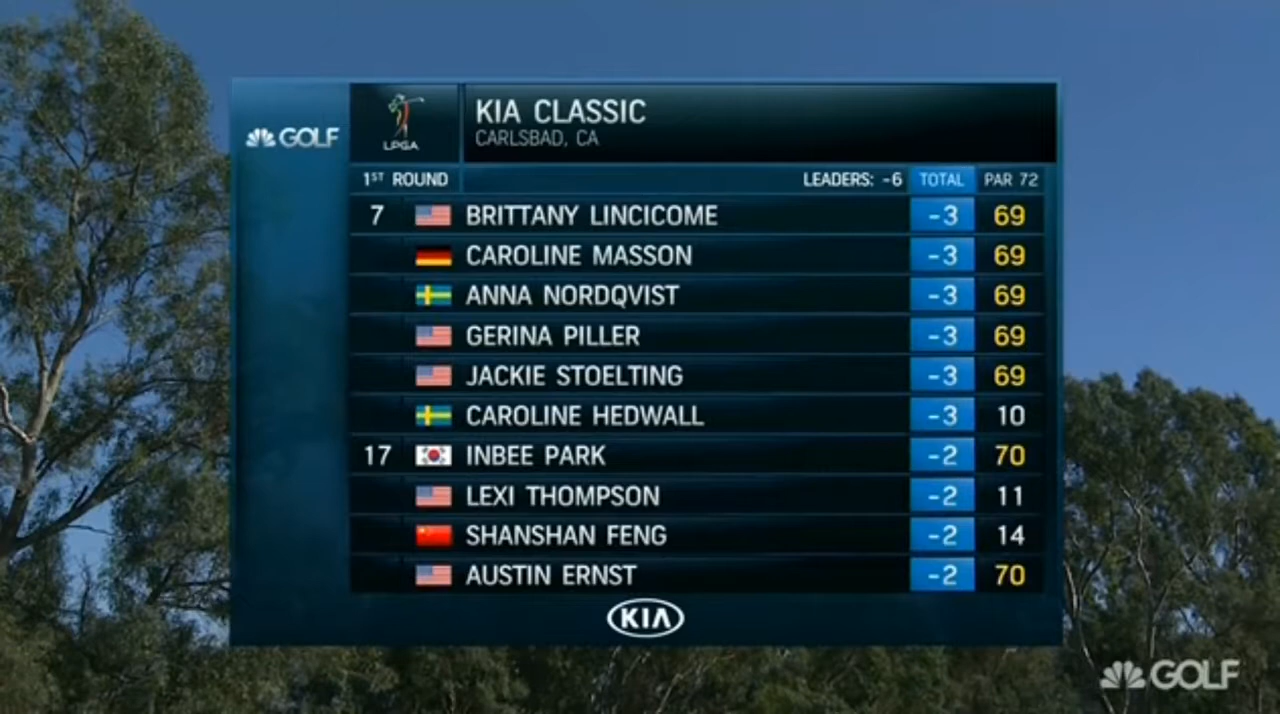 GOLF
LPGA
KIA CLASSIC
CARLSBAD, CA
1ST ROUND LEADERS: -6 TOTAL PAR 72
7 BRITTANY LINCICOME -3 69
CAROLINE MASSON -3 69
ANNA NORDQVIST -3 69
GERINA PILLER -3 69
JACKIE STOELTING -3 69
CAROLINE HEDWALL -3 10
17 INBEE PARK -2 70
LEXI THOMPSON -2 11
SHANSHAN FENG -2 14
AUSTIN ERNST -2 70
KIA
GOLF